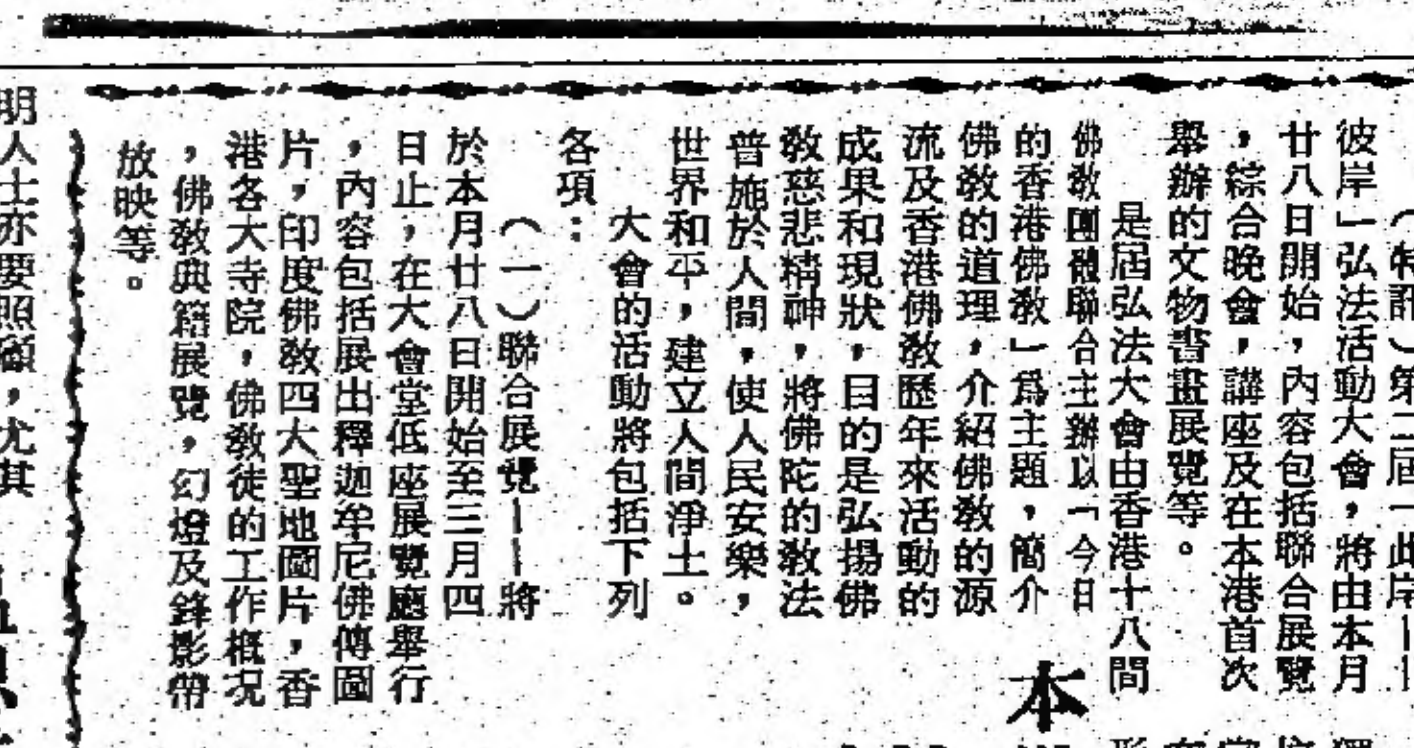 （特訊）第二屆「此岸——
彼岸」弘法活動大會，將由本月
廿八日開始，內容包括聯合展覽
，綜合晚會，講座及在本港首次
舉辦的文物書畫展覽等。
是屆弘法大會由香港十八間
佛敎團體聯合主辦以「今日
的香港佛敎」爲主題，簡介
佛敎的道理，介紹佛敎的源
流及香港佛敎歷年來活動的
成果和現狀，目的是弘揚佛
敎慈悲精神，將佛陀的敎法
普施於人間，使人民安樂，
世界和平，建立人間淨土。
大會的活動將包括下列
各項：
（一）聯合展覽——將
於本月廿八日開始至三月四
日止，在大會堂低座展覽廳舉行
，內容包括展出釋迦牟尼佛傳圖
片，印度佛敎四大聖地圖片，香
港各大寺院，佛敎徒的工作概況
，佛敎典籍展覽，幻燈及錄影帶
放映等。
本
明人士亦要照顧，尤其